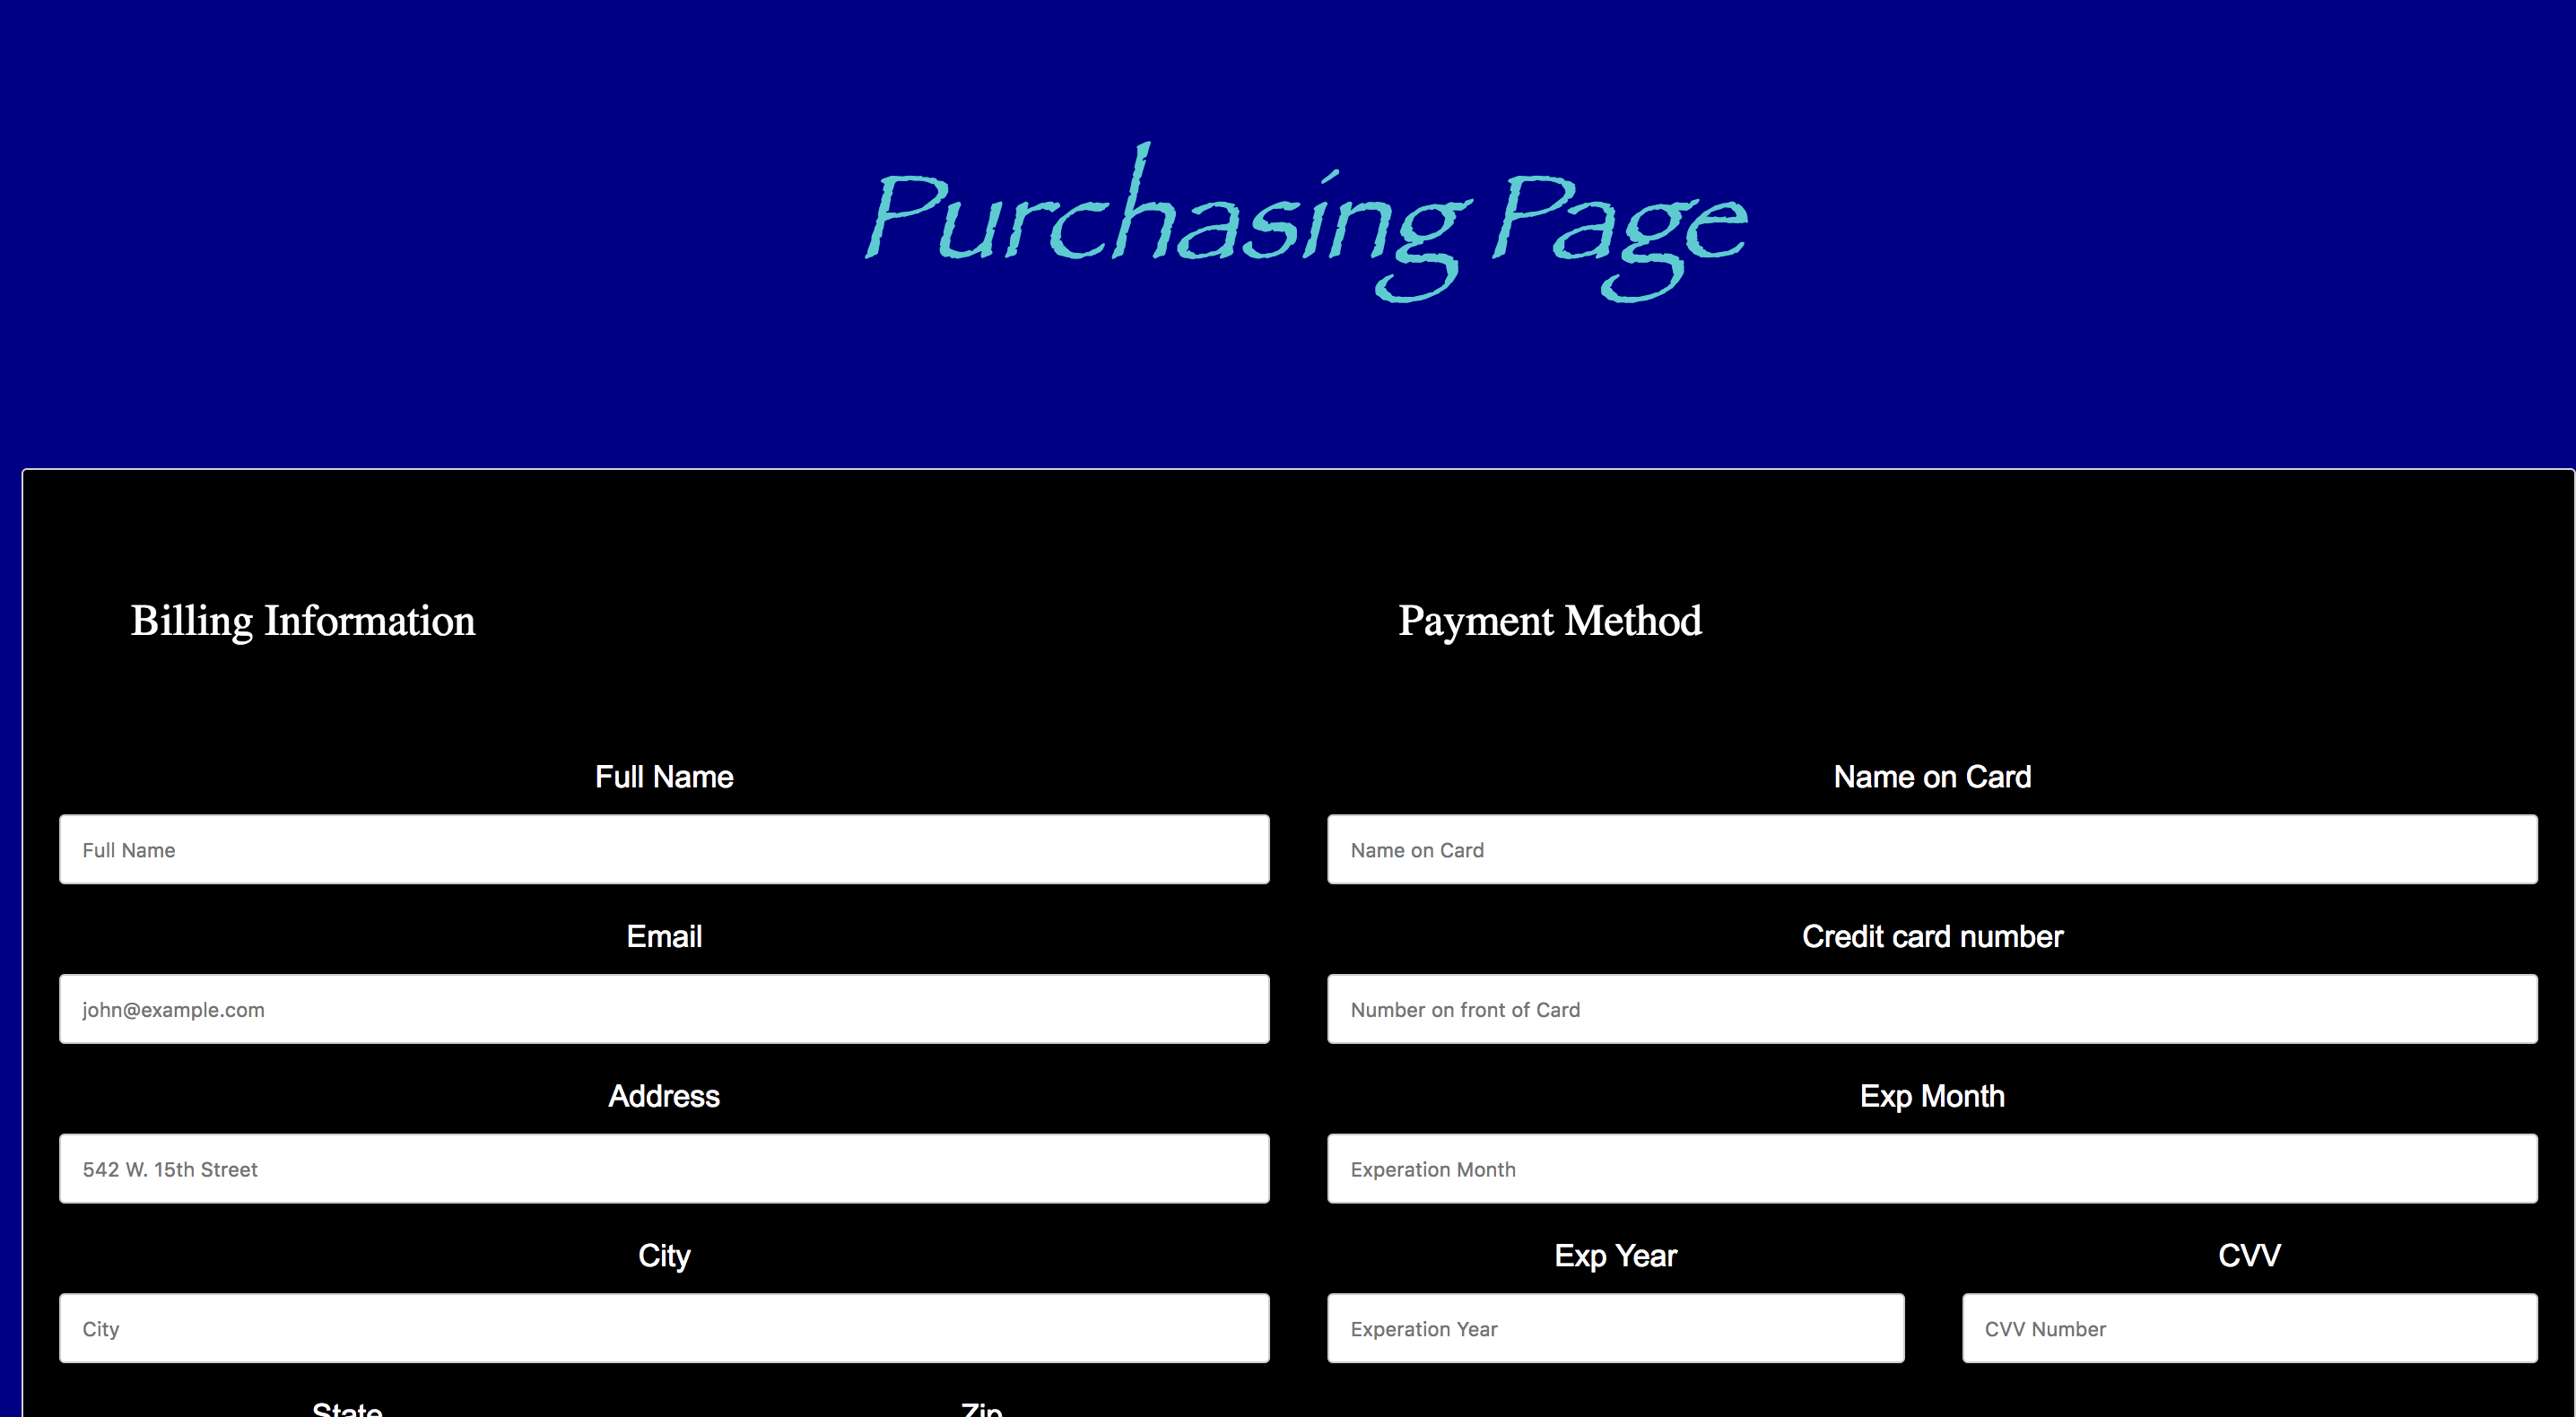 Purchasing Page
Billing Information
Full Name
Full Name
Email
john@example.com
Address
542 W. 15th Street
City
City
State
Zip
Payment Method
Name on Card
Name on Card
Credit card number
Number on front of Card
Exp Month
Experation Month
Exp Year
Experation Year
CVV
CVV Number